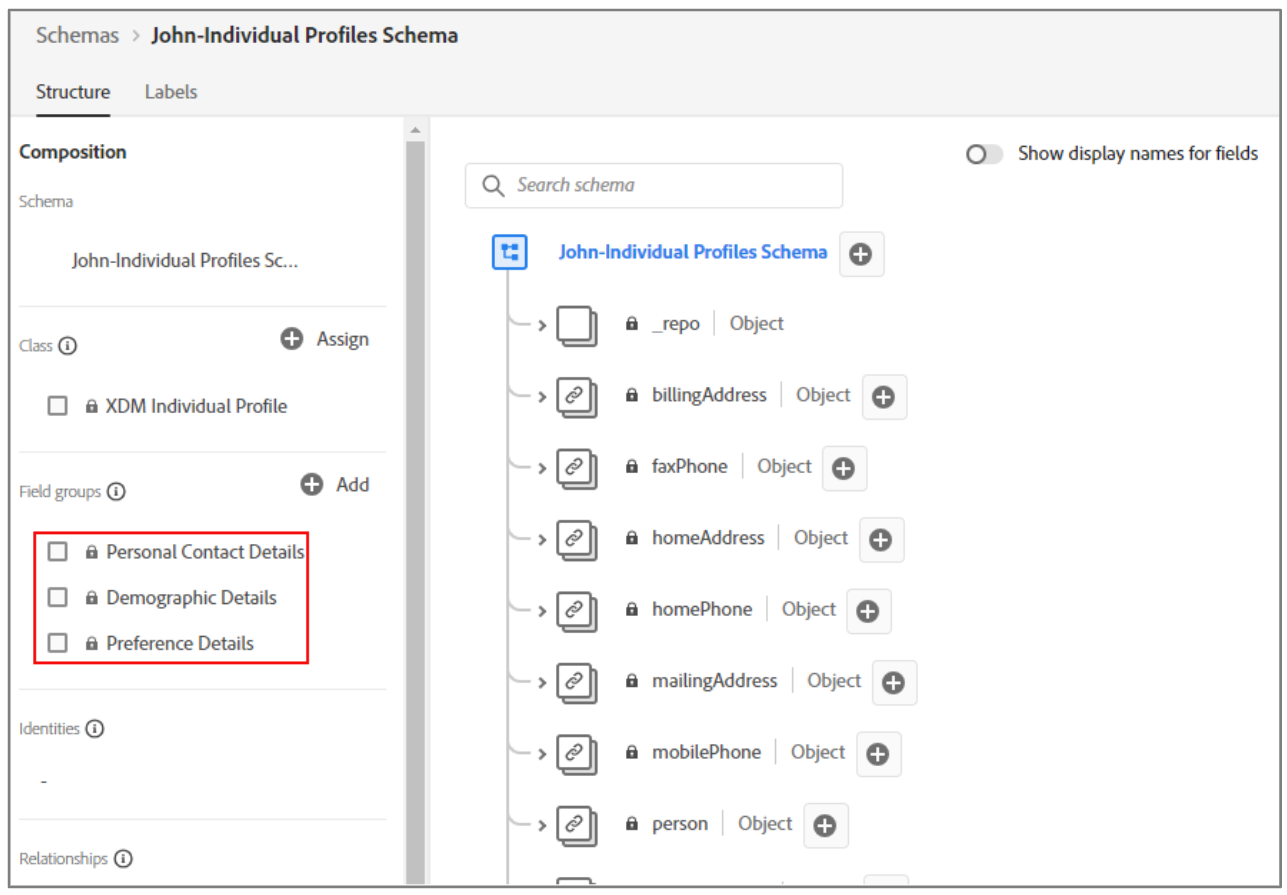 Schemas > John-Individual Profiles Schema
Structure Labels
Composition
Schema
John-Individual Profiles Sc...
Class
Assign
XDM Individual Profile
Field groups
Add
Personal Contact Details
Demographic Details
Preference Details
Identities
-
Relationships
Show display names for fields
Search schema
John-Individual Profiles Schema
_repo | Object
billingAddress | Object
faxPhone | Object
homeAddress | Object
homePhone | Object
mailingAddress | Object
mobilePhone | Object
person | Object